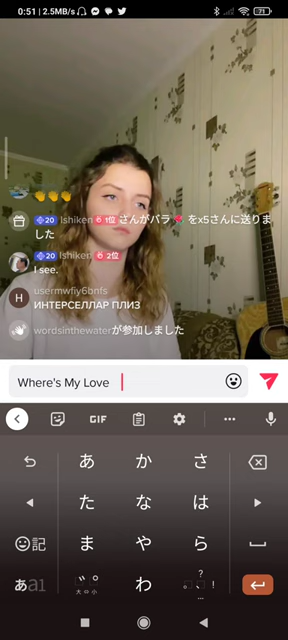 0:51 | 2.5MB/s
71
👏👏👏
20 Ishiken 1位 さんがバラ🌹をx5さんに送りま
した
20 Ishiken 2位
I see.
H usermwfiy6bnfs
ИНТЕРСЕЛЛАР ПЛИЗ
wordsinthewaterが参加しました
Where's My Love
GIF
あ か さ
た な は
ま や ら
記
あa1
大⇔小
わ
、。?!…